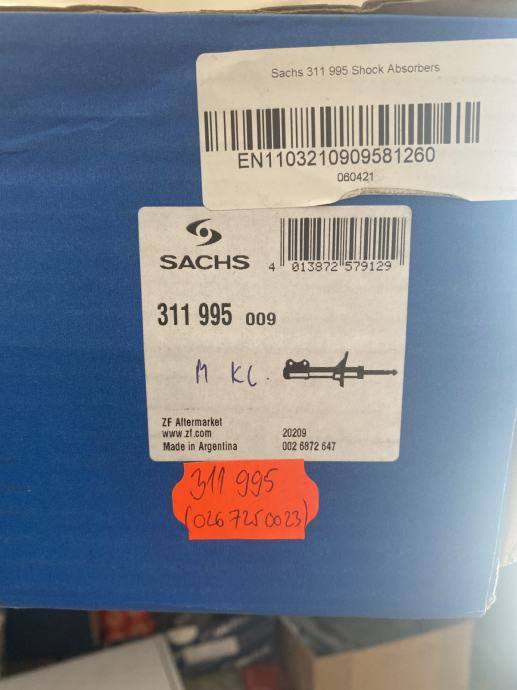 Sachs 311 995 Shock Absorbers
EN1103210909581260
060421
SACHS
4 013872 579129
311 995 009
M KL.
ZF Aftermarket
www.zf.com 20209
Made in Argentina 002 6872 647
311 995
(0267250023)